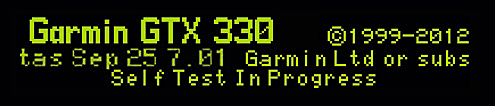 Garmin GTX 330 ©1999-2012
tas Sep 25 7.01 Garmin Ltd or subs
Self Test In Progress